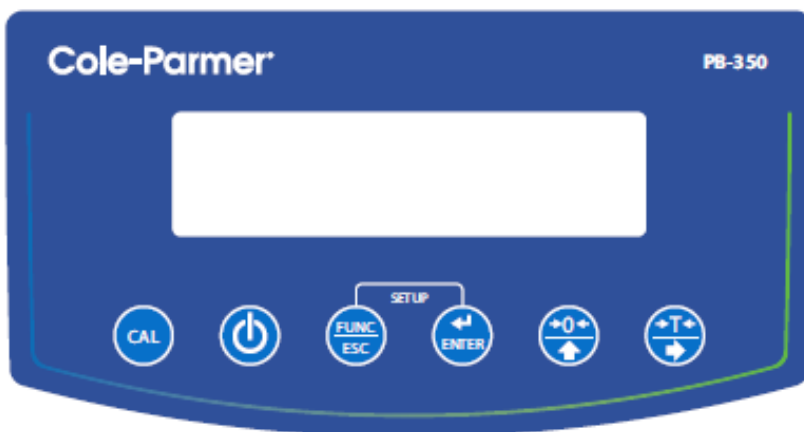 Cole-Parmer
PB-350
SETUP
CAL
FUNC
ESC
ENTER
→0←
→T←